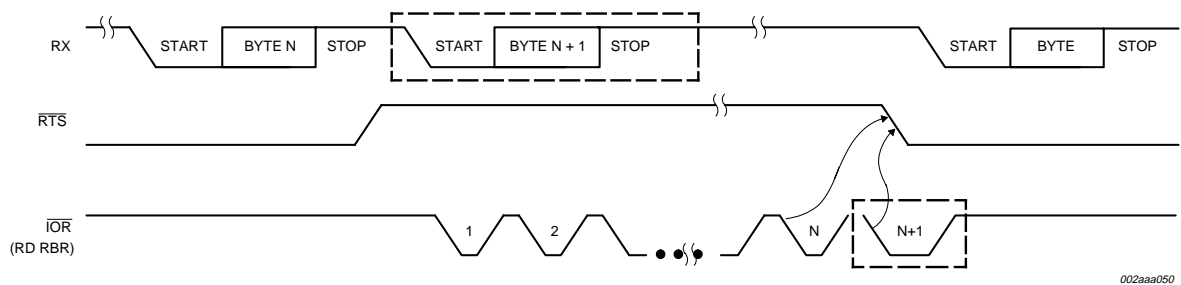 RX START BYTE N STOP START BYTE N + 1 STOP START BYTE STOP
RTS
IOR
(RD RBR)
1 2 N N+1
002aaa050